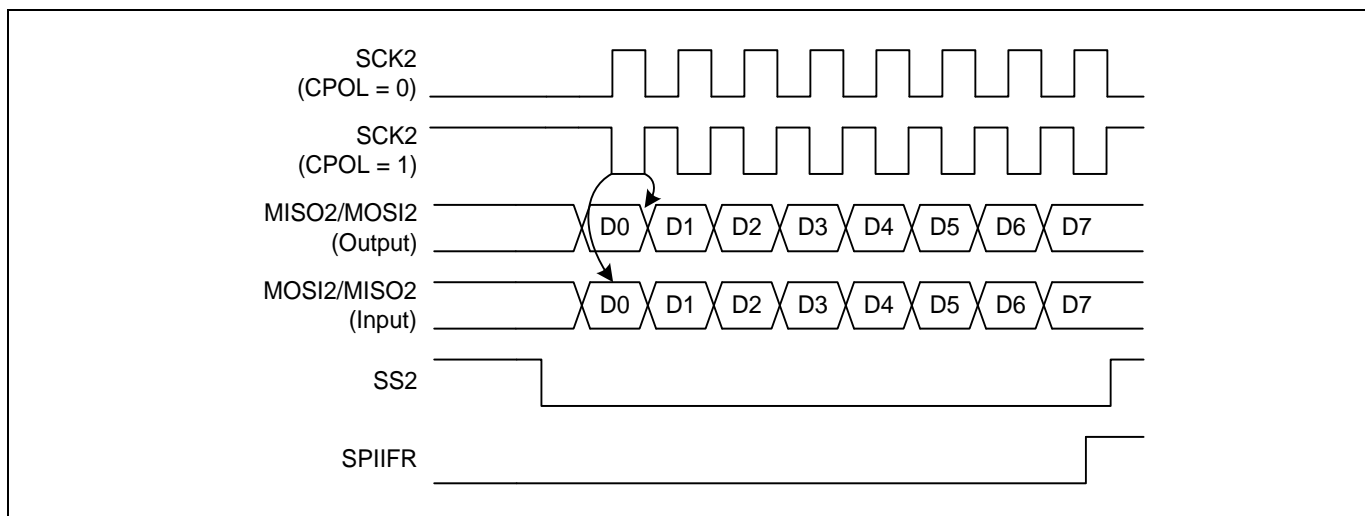 SCK2
(CPOL = 0)
SCK2
(CPOL = 1)
MISO2/MOSI2
(Output)
D0 D1 D2 D3 D4 D5 D6 D7
MOSI2/MISO2
(Input)
D0 D1 D2 D3 D4 D5 D6 D7
SS2
SPIIFR